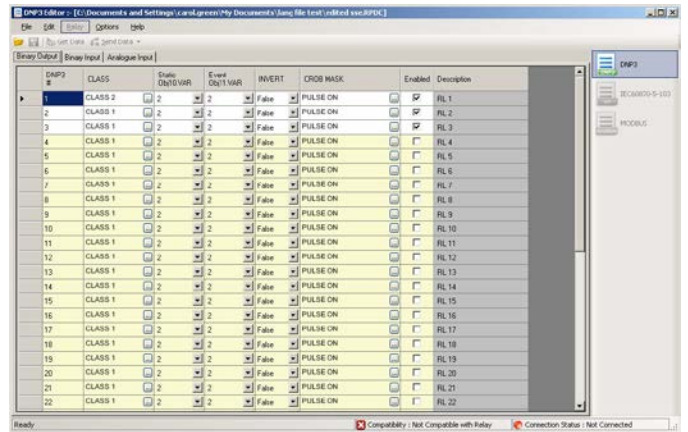 DNP3 Editor :- [C:\Documents and Settings\carol.green\My Documents\lang file test\edited sse.RPDC]
File Edit Relay Options Help
Get Data Send Data
Binary Output Binary Input Analogue Input
DNP3 # CLASS Static Obj10 VAR Event Obj11 VAR INVERT CROB MASK Enabled Description
1 CLASS 2 2 2 False PULSE ON RL 1
2 CLASS 1 2 2 False PULSE ON RL 2
3 CLASS 1 2 2 False PULSE ON RL 3
4 CLASS 1 2 2 False PULSE ON RL 4
5 CLASS 1 2 2 False PULSE ON RL 5
6 CLASS 1 2 2 False PULSE ON RL 6
7 CLASS 1 2 2 False PULSE ON RL 7
8 CLASS 1 2 2 False PULSE ON RL 8
9 CLASS 1 2 2 False PULSE ON RL 9
10 CLASS 1 2 2 False PULSE ON RL 10
11 CLASS 1 2 2 False PULSE ON RL 11
12 CLASS 1 2 2 False PULSE ON RL 12
13 CLASS 1 2 2 False PULSE ON RL 13
14 CLASS 1 2 2 False PULSE ON RL 14
15 CLASS 1 2 2 False PULSE ON RL 15
16 CLASS 1 2 2 False PULSE ON RL 16
17 CLASS 1 2 2 False PULSE ON RL 17
18 CLASS 1 2 2 False PULSE ON RL 18
19 CLASS 1 2 2 False PULSE ON RL 19
20 CLASS 1 2 2 False PULSE ON RL 20
21 CLASS 1 2 2 False PULSE ON RL 21
22 CLASS 1 2 2 False PULSE ON RL 22
DNP3
IEC60870-5-103
MODBUS
Ready Compatibility : Not Compatible with Relay Connection Status : Not Connected